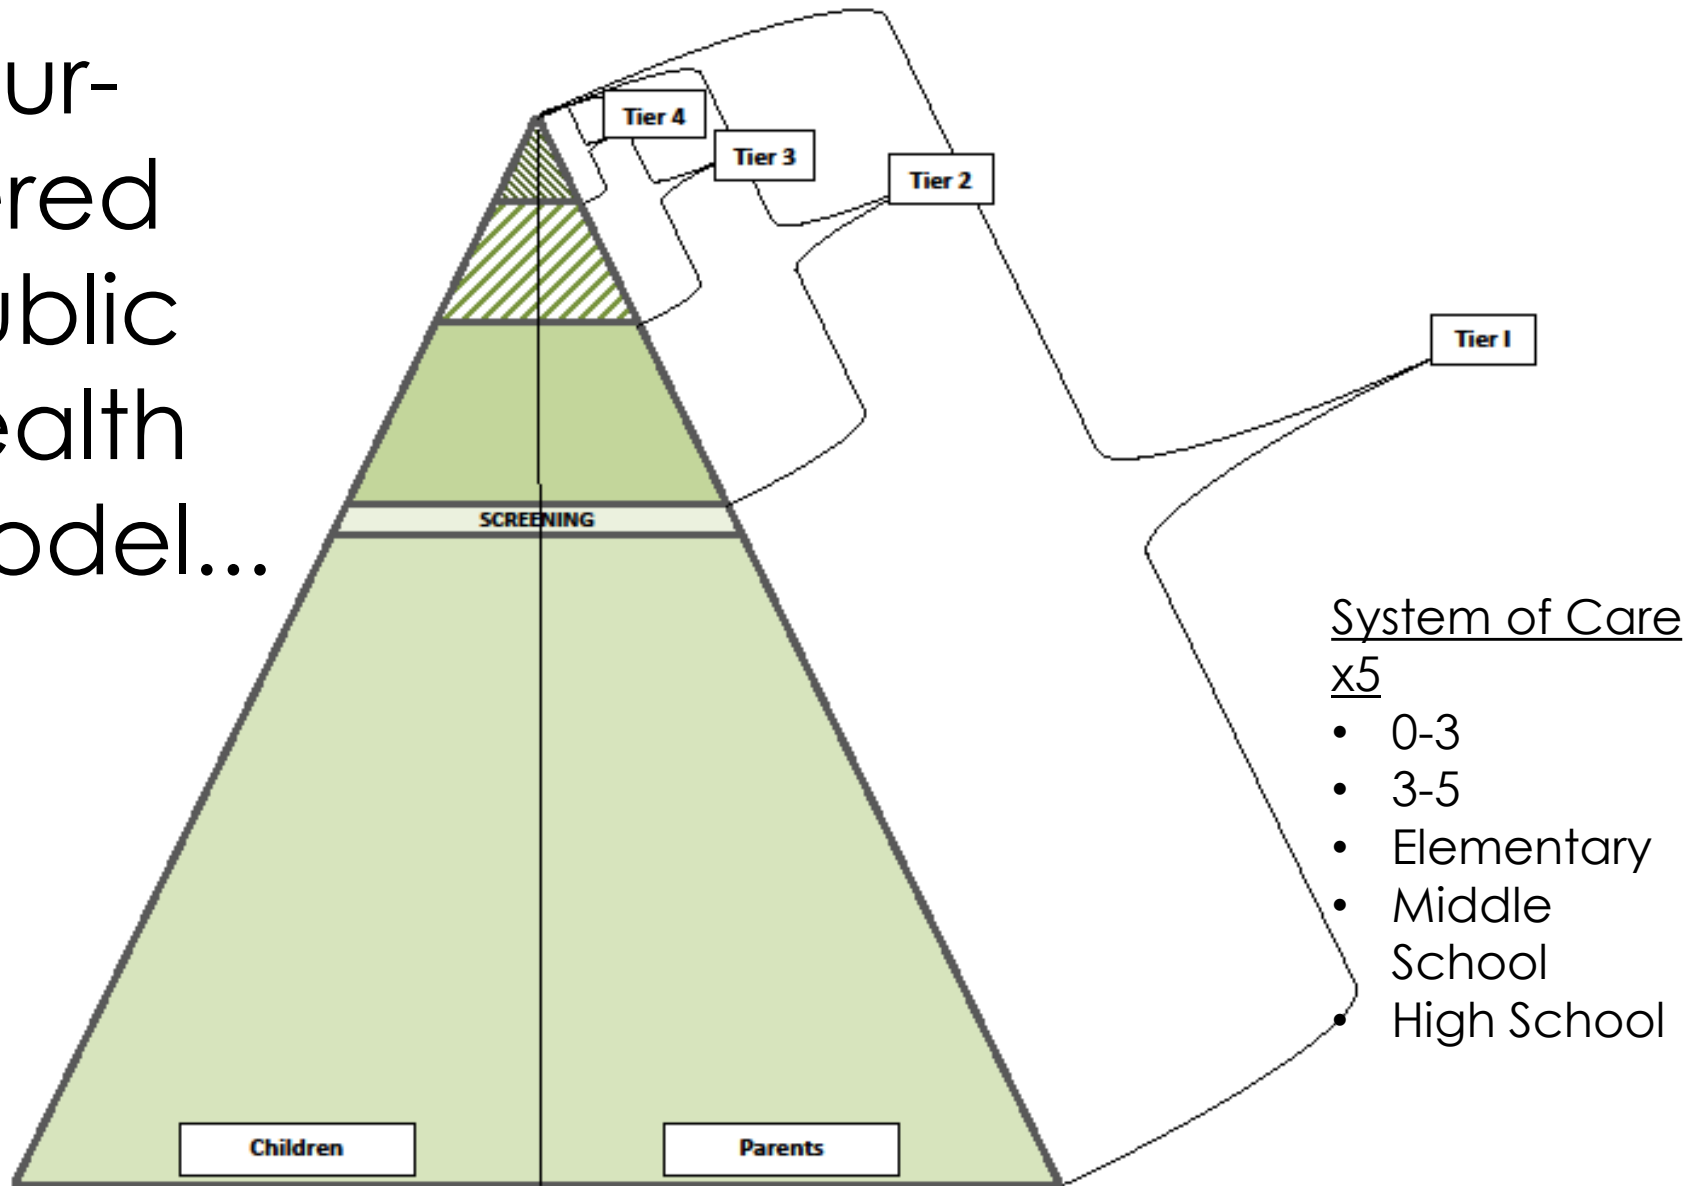 ur-
ered
ublic
ealth
odel...
Tier 4
Tier 3
Tier 2
Tier I
SCREENING
System of Care
x5
• 0-3
• 3-5
• Elementary
• Middle
School
• High School
Children
Parents